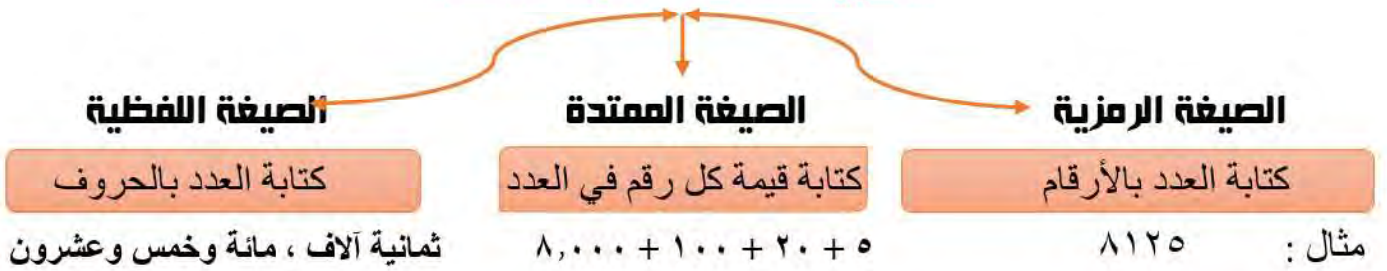 الصيغة الرمزية الصيغة الممتدة الصيغة اللفظية
كتابة العدد بالأرقام كتابة قيمة كل رقم في العدد كتابة العدد بالحروف
مثال : ٨١٢٥ ٥ + ٢٠ + ١٠٠ + ٨,٠٠٠ ثمانية آلاف ، مائة وخمس وعشرون